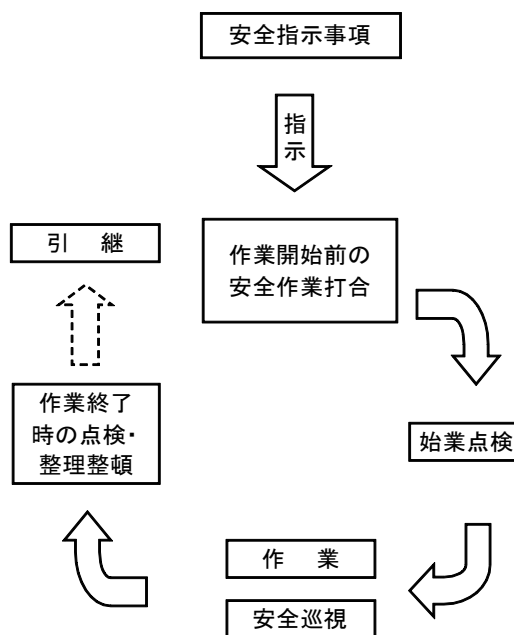 安全指示事項
指
示
作業開始前の
安全作業打合
始業点検
作　業
安全巡視
作業終了
時の点検・
整理整頓
引　継